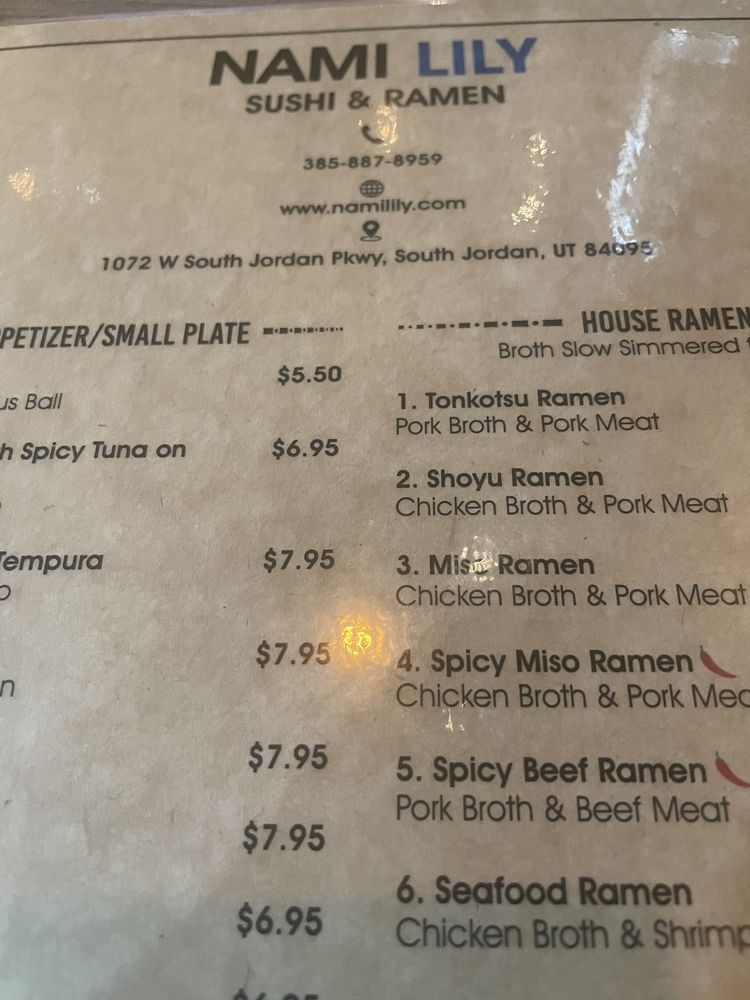 NAMI LILY
SUSHI & RAMEN
385-887-8959
www.namilily.com
1072 W South Jordan Pkwy, South Jordan, UT 84095
PETIZER/SMALL PLATE
$5.50
us Ball
h Spicy Tuna on $6.95
Tempura $7.95
$7.95
n
$7.95
$7.95
$6.95
HOUSE RAMEN
Broth Slow Simmered
1. Tonkotsu Ramen
Pork Broth & Pork Meat
2. Shoyu Ramen
Chicken Broth & Pork Meat
3. Miso Ramen
Chicken Broth & Pork Meat
4. Spicy Miso Ramen
Chicken Broth & Pork Mea
5. Spicy Beef Ramen
Pork Broth & Beef Meat
6. Seafood Ramen
Chicken Broth & Shrimp